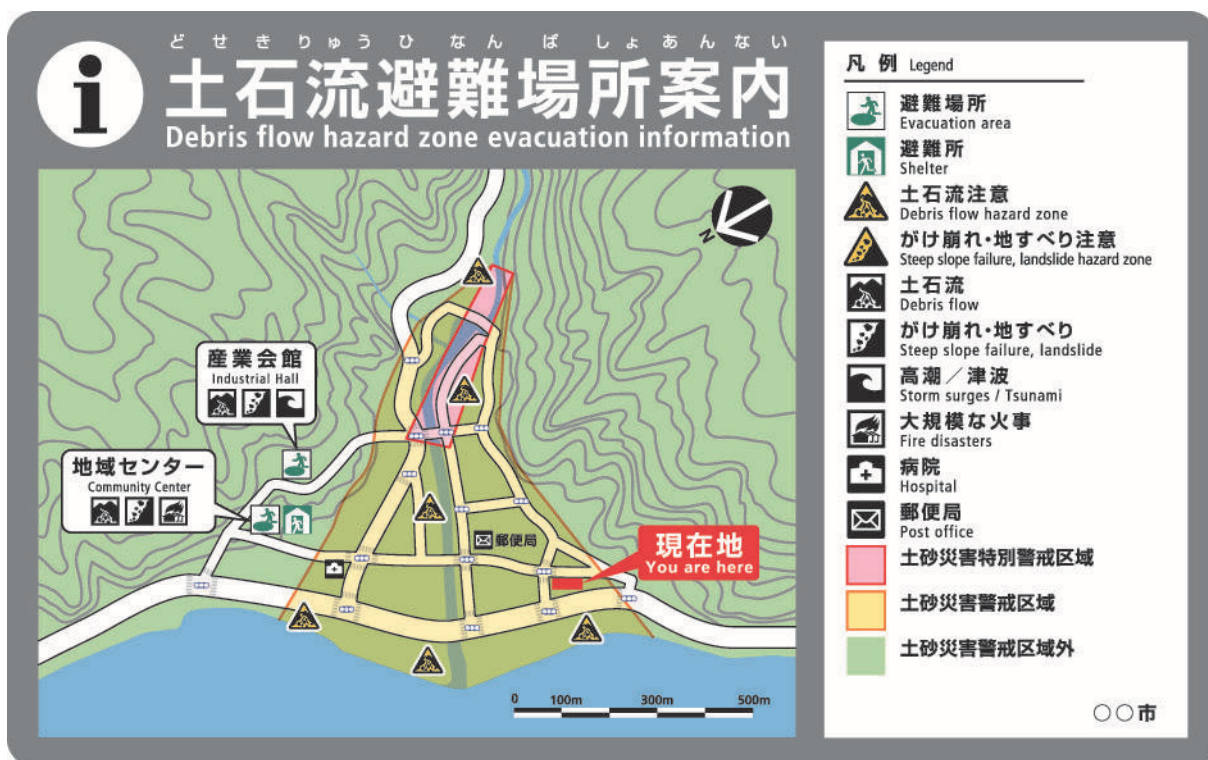 どせきりゅうひなんばしょあんない
土石流避難場所案内
Debris flow hazard zone evacuation information
N
産業会館
Industrial Hall
地域センター
Community Center
郵便局
現在地
You are here
0 100m 300m 500m
凡例 Legend
避難場所
Evacuation area
避難所
Shelter
土石流注意
Debris flow hazard zone
がけ崩れ・地すべり注意
Steep slope failure, landslide hazard zone
土石流
Debris flow
がけ崩れ・地すべり
Steep slope failure, landslide
高潮／津波
Storm surges / Tsunami
大規模な火事
Fire disasters
病院
Hospital
郵便局
Post office
土砂災害特別警戒区域
土砂災害警戒区域
土砂災害警戒区域外
○○市